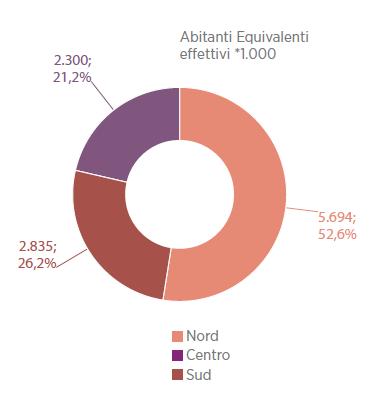 Abitanti Equivalenti
effettivi *1.000
2.300;
21,2%
5.694;
52,6%
2.835;
26,2%
Nord
Centro
Sud